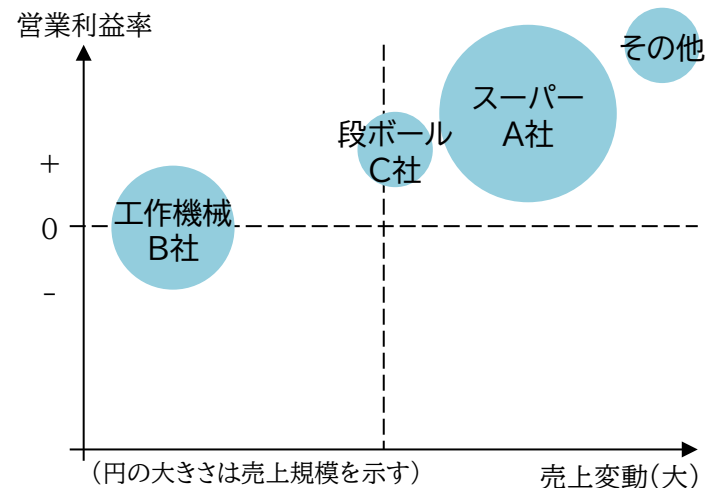 営業利益率
その他
スーパー
A社
段ボール
C社
+
工作機械
B社
0
-
（円の大きさは売上規模を示す）
売上変動（大）